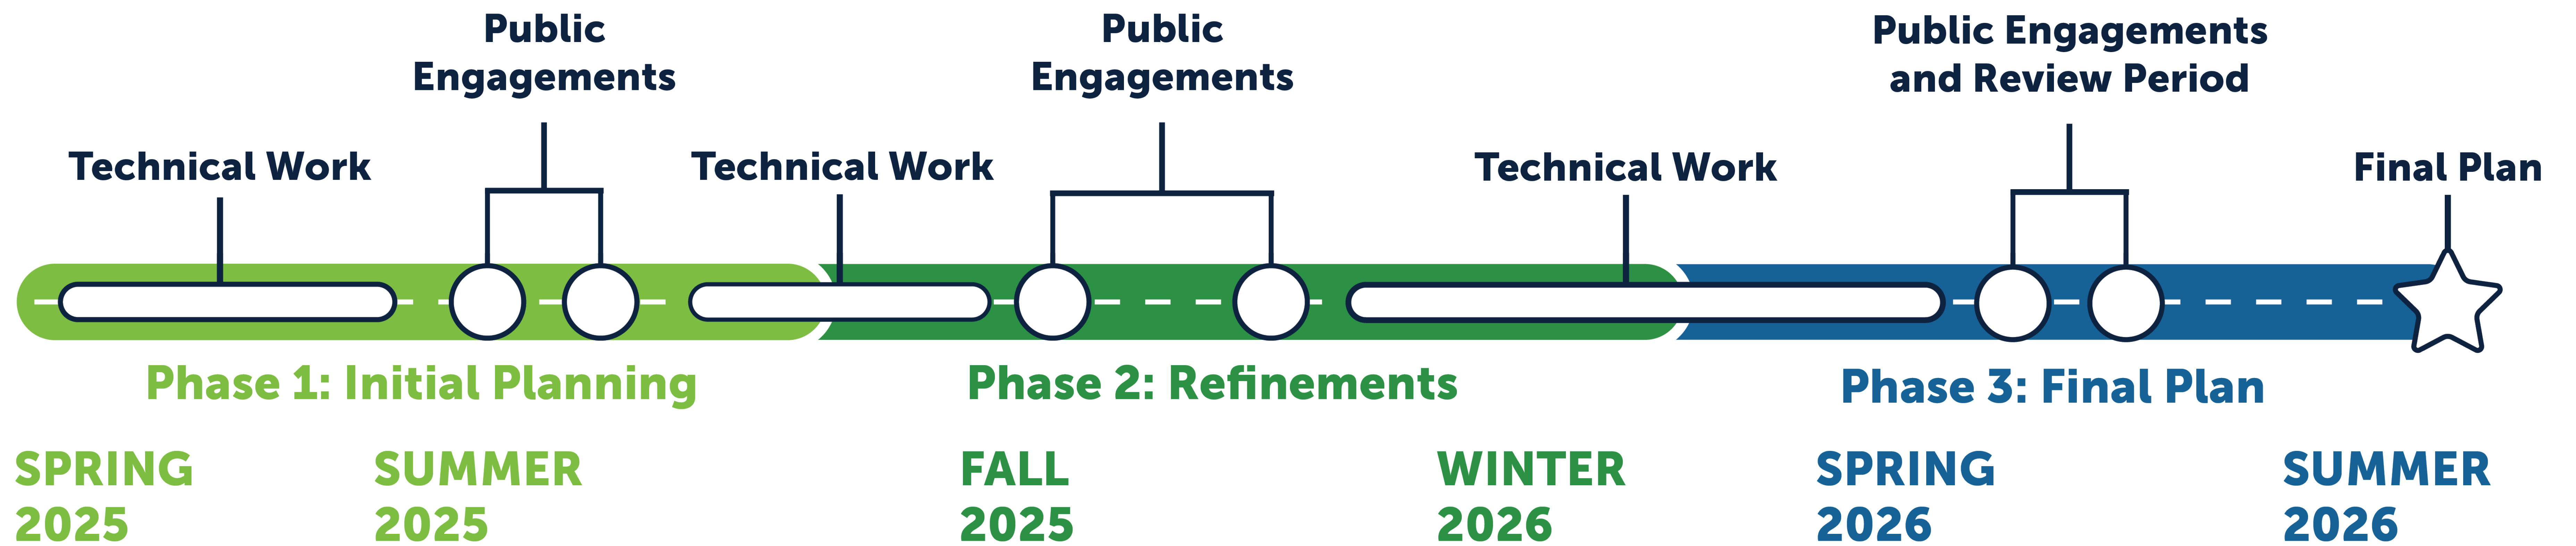 Public
Engagements
Public
Engagements
Public Engagements
and Review Period
Technical Work
Technical Work
Technical Work
Final Plan
Phase 1: Initial Planning
Phase 2: Refinements
Phase 3: Final Plan
SPRING
2025
SUMMER
2025
FALL
2025
WINTER
2026
SPRING
2026
SUMMER
2026